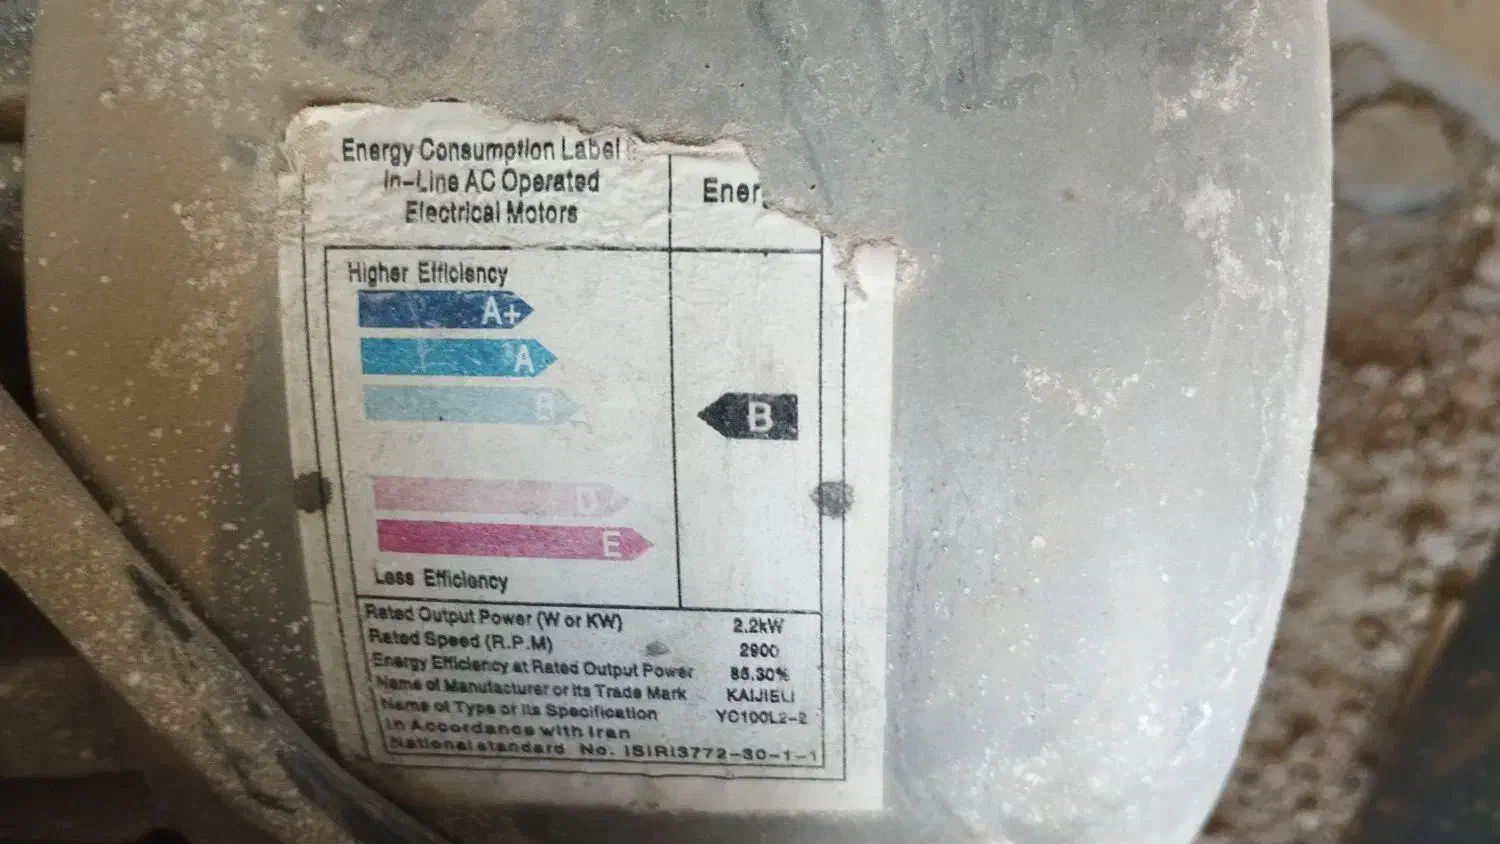 Energy Consumption Label
In-Line AC Operated
Electrical Motors
Ener
Higher Efficiency
A+
A
B
B
D
E
Less Efficiency
Rated Output Power (W or KW) 2.2kW
Rated Speed (R.P.M) 2900
Energy Efficiency at Rated Output Power 85.30%
Name of Manufacturer or its Trade Mark KAIJIELI
Name of Type or its Specification YC100L2-2
In Accordance with Iran
National standard No. ISIRI3772-30-1-1